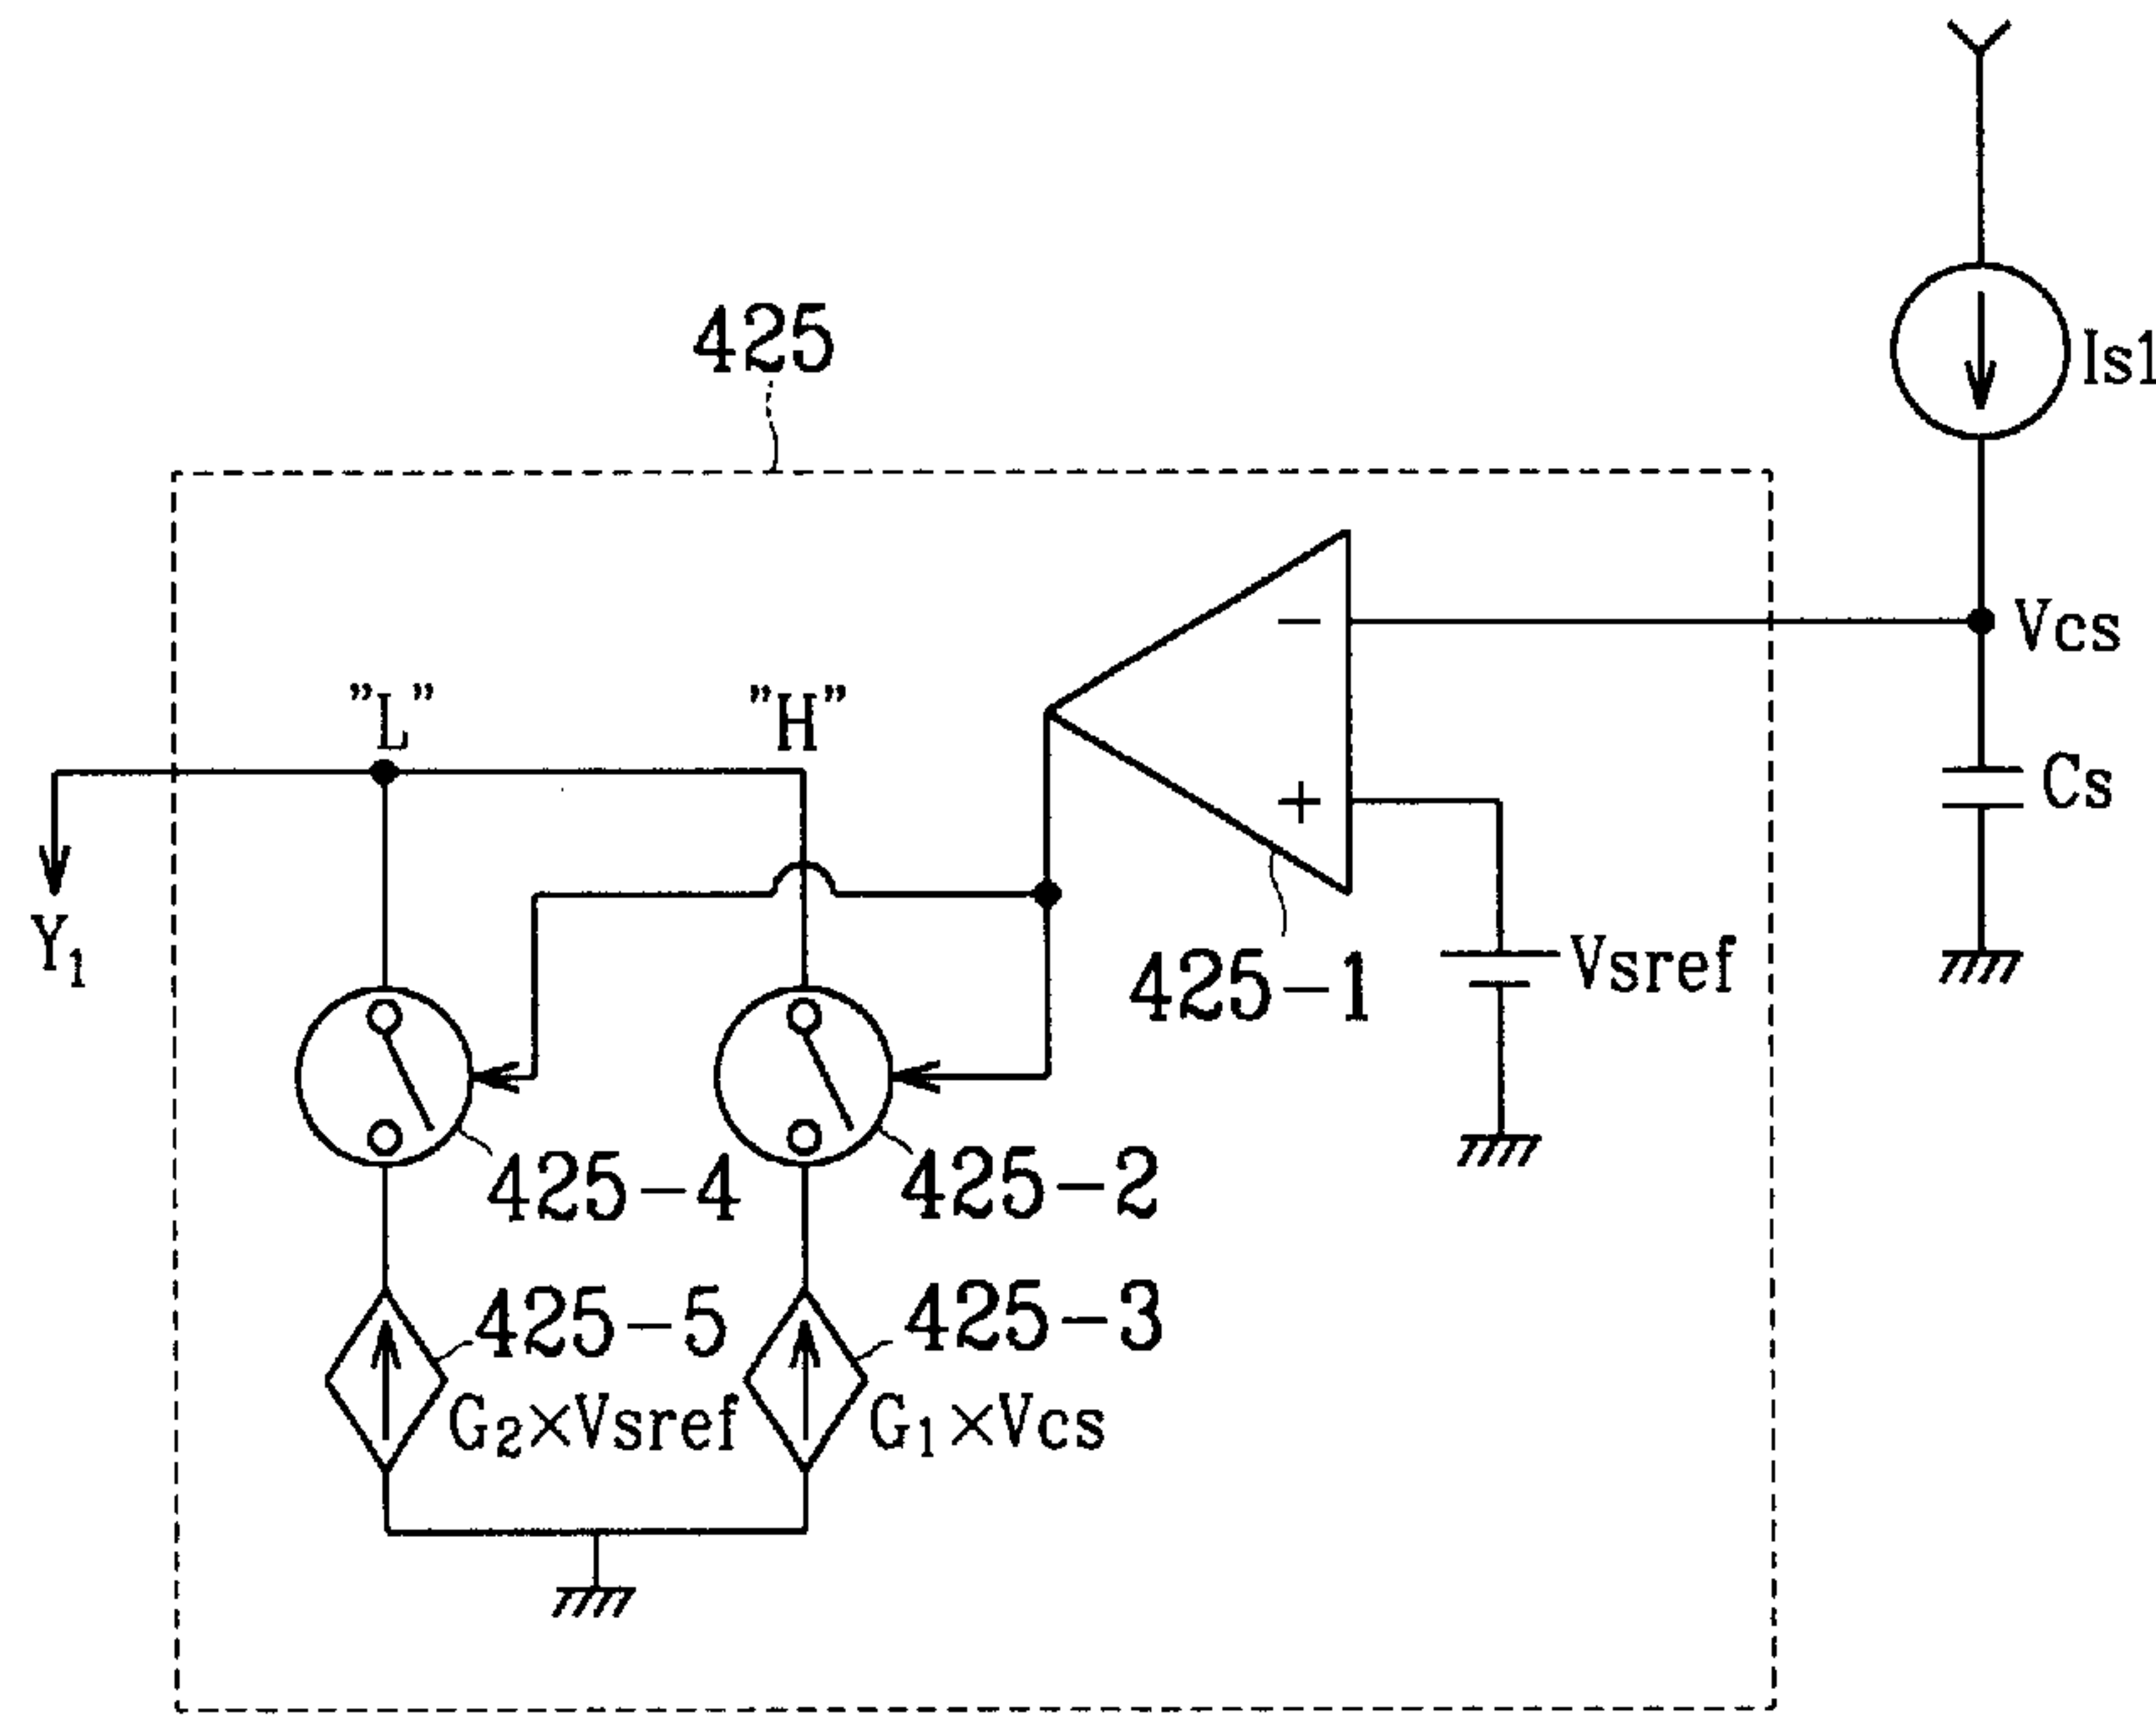 425
Is1
Vcs
"L"
"H"
−
+
Cs
Y1
425-1
Vsref
425-4
425-2
425-5
425-3
G2×Vsref
G1×Vcs